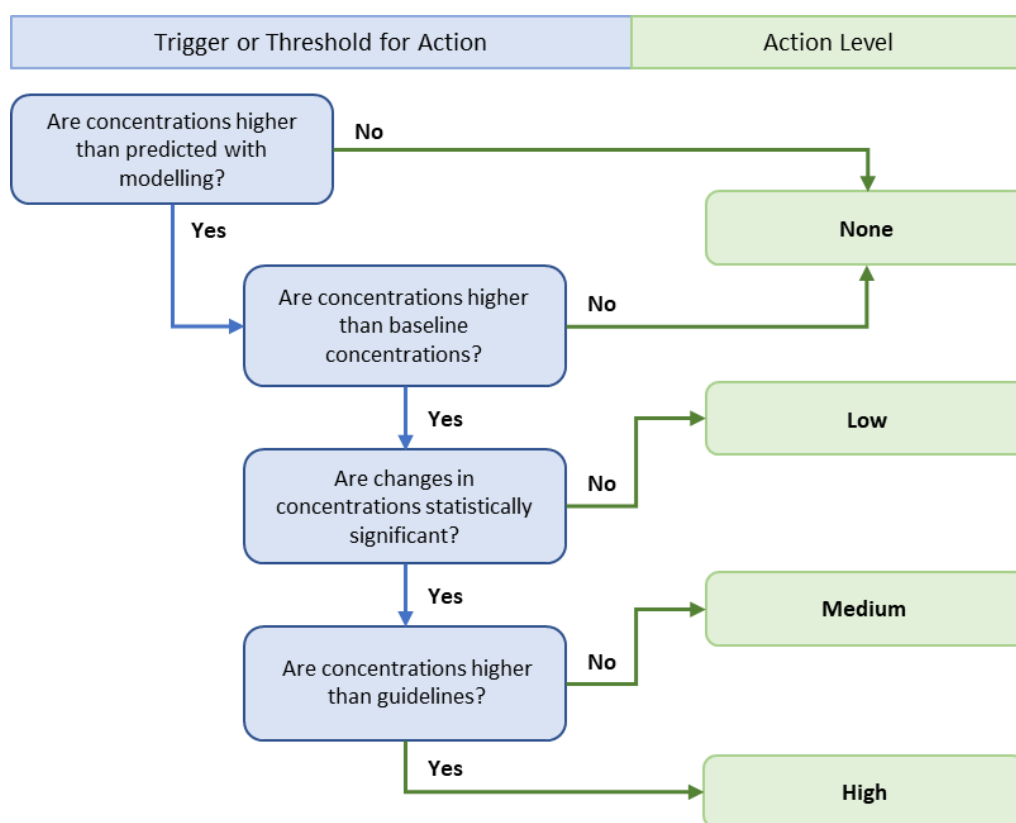 Trigger or Threshold for Action
Action Level
Are concentrations higher
than predicted with
modelling?
No
None
Yes
Are concentrations higher
than baseline
concentrations?
No
Yes
Low
Are changes in
concentrations statistically
significant?
No
Yes
Medium
Are concentrations higher
than guidelines?
No
Yes
High